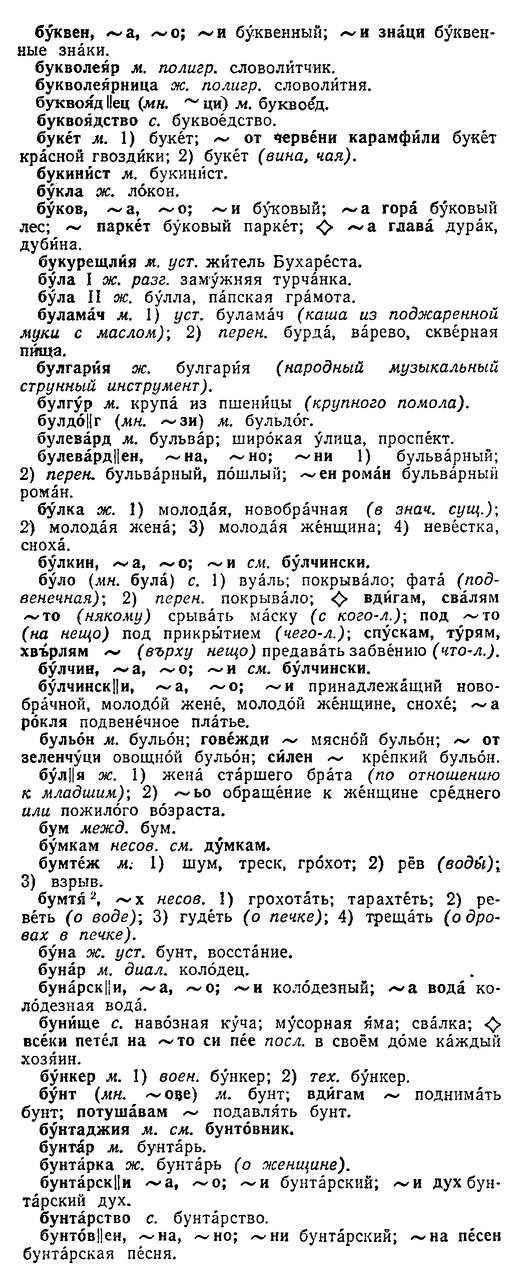 бу́квен, ~а, ~о; ~и бу́квенный; ~и зна́ци бу́квен-
ные зна́ки.
букволея́р м. полигр. словоли́тчик.
букволея́рница ж. полигр. словоли́тня.
буквоя́д||ец (мн. ~ци) м. буквое́д.
буквоя́дство с. буквое́дство.
буке́т м. 1) буке́т; ~ от черве́ни карамфи́ли буке́т
кра́сной гвозди́ки; 2) буке́т (вина, чая).
букини́ст м. букини́ст.
бу́кла ж. ло́кон.
бу́ков, ~а, ~о; ~и бу́ковый; ~а гора́ бу́ковый
лес; ~ парке́т бу́ковый парке́т; ◇ ~а глава́ дура́к,
дуби́на.
букурещли́я м. уст. жи́тель Бухаре́ста.
бу́ла I ж. разг. заму́жняя турча́нка.
бу́ла II ж. бу́лла, па́пская гра́мота.
булама́ч м. 1) уст. булама́ч (каша из поджаренной
муки с маслом); 2) перен. бурда́, ва́рево, скве́рная
пи́ща.
булгари́я ж. булгари́я (народный музыкальный
струнный инструмент).
булгу́р м. крупа́ из пшени́цы (крупного помола).
булдо́||г (мн. ~зи) м. бульдо́г.
булева́рд м. бульва́р; широ́кая у́лица, проспе́кт.
булева́рд||ен, ~на, ~но; ~ни 1) бульва́рный;
2) перен. бульва́рный, по́шлый; ~ен рома́н бульва́рный
рома́н.
бу́лка ж. 1) молода́я, новобра́чная (в знач. сущ.);
2) молода́я жена́; 3) молода́я же́нщина; 4) неве́стка,
сноха́.
бу́лкин, ~а, ~о; ~и см. бу́лчински.
бу́ло (мн. була́) с. 1) вуа́ль; покрыва́ло; фата́ (под-
венечная); 2) перен. покрыва́ло; ◇ вди́гам, сва́лям
~то (някому) срыва́ть ма́ску (с кого-л.); под ~то
(на нещо) под прикры́тием (чего-л.); спу́скам, ту́рям,
хвъ́рлям ~ (върху нещо) предава́ть забве́нию (что-л.).
бу́лчин, ~а, ~о; ~и см. бу́лчински.
бу́лчинск||и, ~а, ~о; ~и принадлежа́щий ново-
бра́чной, молодо́й жене́, молодо́й же́нщине, снохе́; ~а
ро́кля подвене́чное пла́тье.
бульо́н м. бульо́н; гове́жди ~ мясно́й бульо́н; ~ от
зеленчу́ци овощно́й бульо́н; си́лен ~ кре́пкий бульо́н.
бу́л||я ж. 1) жена́ ста́ршего бра́та (по отношению
к младшим); 2) ~ьо обраще́ние к же́нщине сре́днего
или пожило́го во́зраста.
бум межд. бум.
бу́мкам несов. см. ду́мкам.
бумте́ж м. 1) шум, треск, гро́хот; 2) рёв (воды́);
3) взрыв.
бумтя́², ~х несов. 1) грохота́ть; тарахте́ть; 2) ре-
ве́ть (о воде); 3) гуде́ть (о печке); 4) треща́ть (о дро-
вах в печке).
бу́на ж. уст. бунт, восста́ние.
буна́р м. диал. коло́дец.
буна́рск||и, ~а, ~о; ~и коло́дезный; ~а вода́ ко-
ло́дезная вода́.
буни́ще с. наво́зная ку́ча; му́сорная я́ма; сва́лка; ◇
все́ки пете́л на ~то си пе́е посл. в своём до́ме ка́ждый
хозя́ин.
бу́нкер м. 1) воен. бу́нкер; 2) тех. бу́нкер.
бу́нт (мн. ~ове) м. бунт; вди́гам ~ поднима́ть
бунт; потуша́вам ~ подавля́ть бунт.
бунтаджи́я м. см. бунто́вник.
бунта́р м. бунта́рь.
бунта́рка ж. бунта́рь (о женщине).
бунта́рск||и ~а, ~о; ~и бунта́рский; ~и дух бун-
та́рский дух.
бунта́рство с. бунта́рство.
бунто́в||ен, ~на, ~но; ~ни бунта́рский; ~на пе́сен
бунта́рская пе́сня.